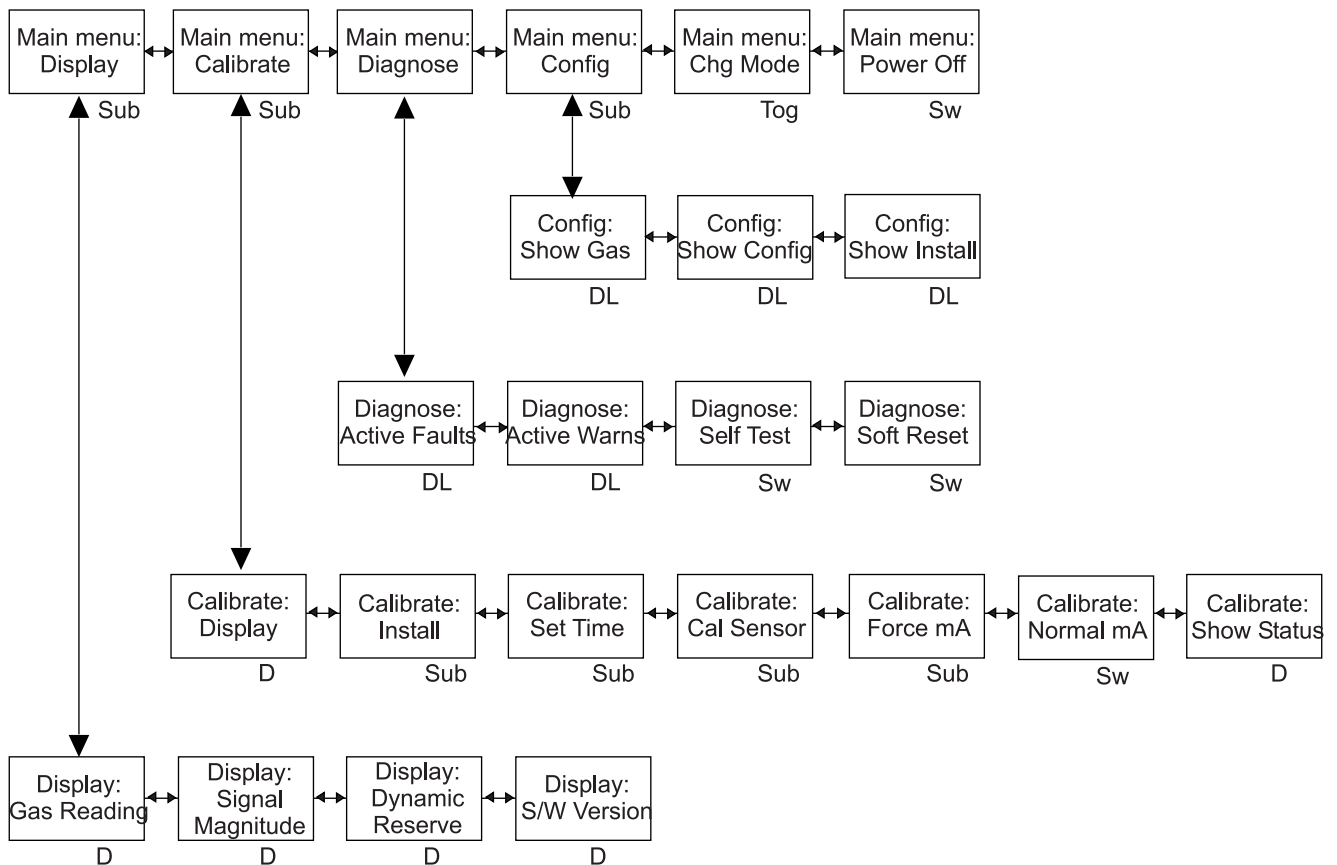 Main menu:
Display
Sub
Main menu:
Calibrate
Sub
Main menu:
Diagnose
Main menu:
Config
Sub
Main menu:
Chg Mode
Tog
Main menu:
Power Off
Sw
Config:
Show Gas
DL
Config:
Show Config
DL
Config:
Show Install
DL
Diagnose:
Active Faults
DL
Diagnose:
Active Warns
DL
Diagnose:
Self Test
Sw
Diagnose:
Soft Reset
Sw
Calibrate:
Display
D
Calibrate:
Install
Sub
Calibrate:
Set Time
Sub
Calibrate:
Cal Sensor
Sub
Calibrate:
Force mA
Sub
Calibrate:
Normal mA
Sw
Calibrate:
Show Status
D
Display:
Gas Reading
D
Display:
Signal
Magnitude
D
Display:
Dynamic
Reserve
D
Display:
S/W Version
D